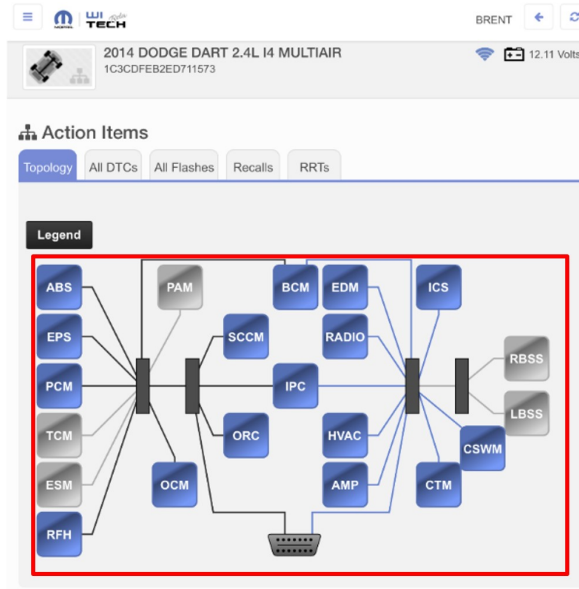 MOPAR WI TECH BRENT
2014 DODGE DART 2.4L I4 MULTIAIR 12.11 Volts
1C3CDFEB2ED711573
Action Items
Topology All DTCs All Flashes Recalls RRTs
Legend
ABS PAM BCM EDM ICS
EPS SCCM RADIO RBSS
PCM IPC
TCM ORC HVAC LBSS
CSWM
ESM OCM AMP CTM
RFH